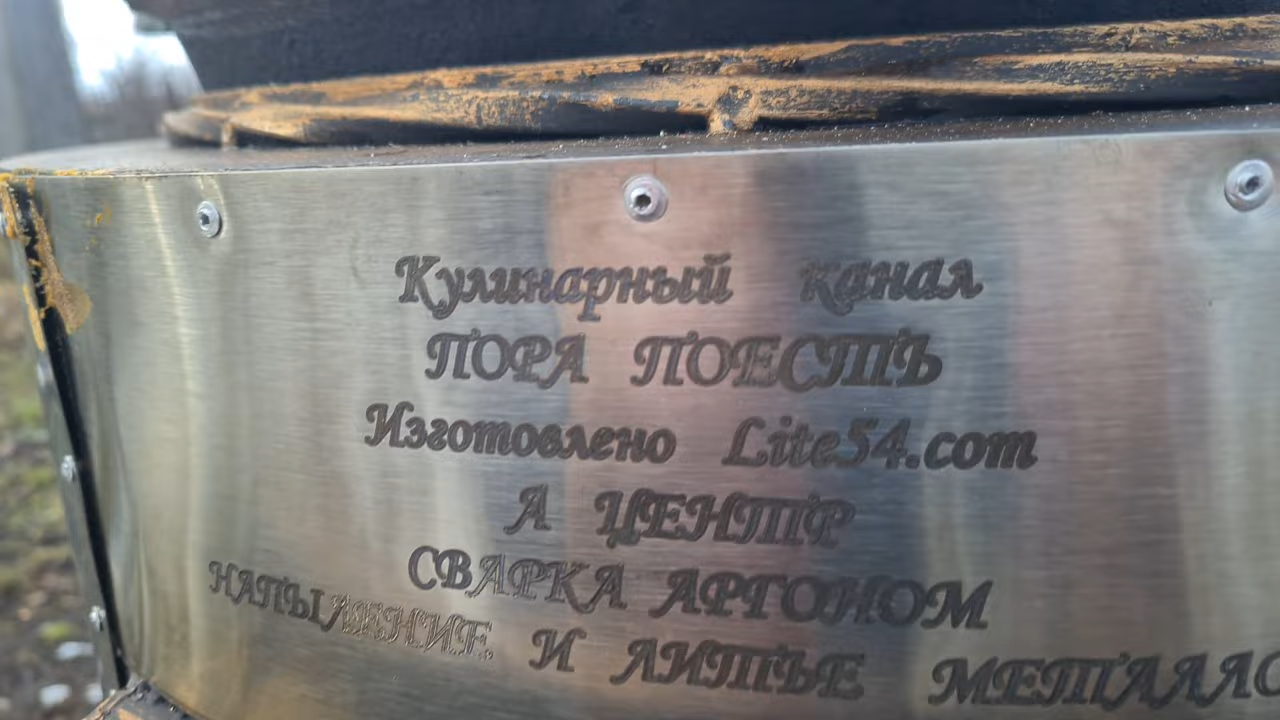 Кулинарный канал
ПОРА ПОЕСТЬ
Изготовлено Lite54.com
А ЦЕНТР
СВАРКА АРГОНОМ
НАПЫЛЕНИЕ И ЛИТЬЕ